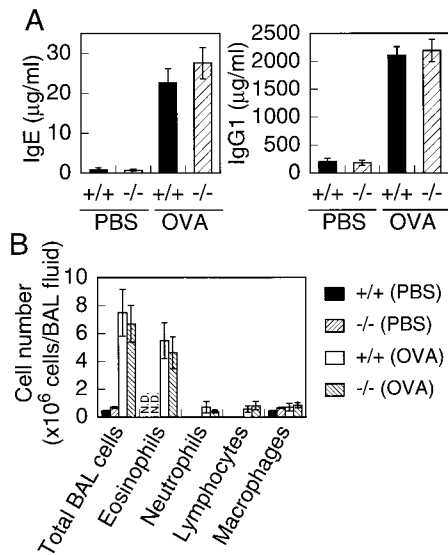 A
IgE (μg/ml)
30
20
10
0
+/+ -/- +/+ -/-
PBS OVA
IgG1 (μg/ml)
2500
2000
1500
1000
500
0
+/+ -/- +/+ -/-
PBS OVA
B
Cell number
(x10⁶ cells/BAL fluid)
10
8
6
4
2
0
N.D.
N.D.
Total BAL cells
Eosinophils
Neutrophils
Lymphocytes
Macrophages
+/+ (PBS)
-/- (PBS)
+/+ (OVA)
-/- (OVA)